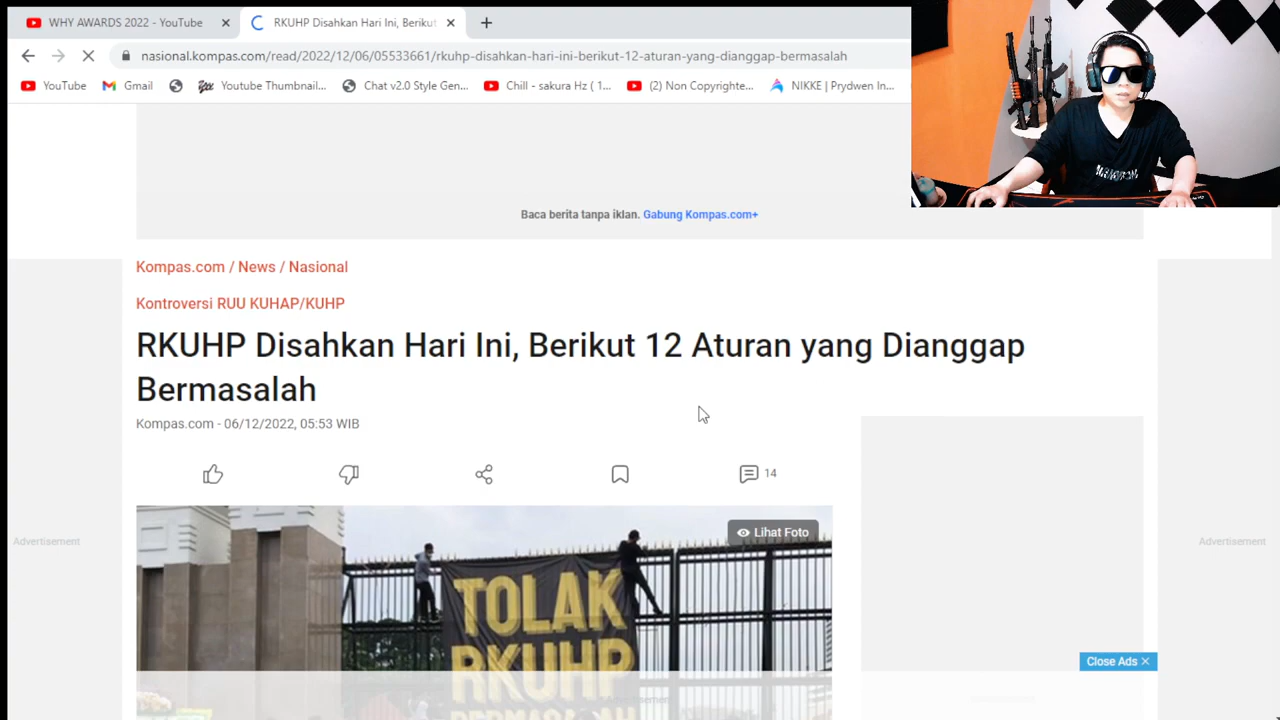 WHY AWARDS 2022 - YouTube
RKUHP Disahkan Hari Ini, Berikut
nasional.kompas.com/read/2022/12/06/05533661/rkuhp-disahkan-hari-ini-berikut-12-aturan-yang-dianggap-bermasalah
YouTube
Gmail
Youtube Thumbnail...
Chat v2.0 Style Gen...
Chill - sakura Hz ( 1...
(2) Non Copyrighte...
NIKKE | Prydwen In...
Baca berita tanpa iklan. Gabung Kompas.com+
Kompas.com / News / Nasional
Kontroversi RUU KUHAP/KUHP
RKUHP Disahkan Hari Ini, Berikut 12 Aturan yang Dianggap
Bermasalah
Kompas.com - 06/12/2022, 05:53 WIB
14
Lihat Foto
TOLAK
RKUHP
BERMASALAH
Advertisement
Advertisement
Close Ads